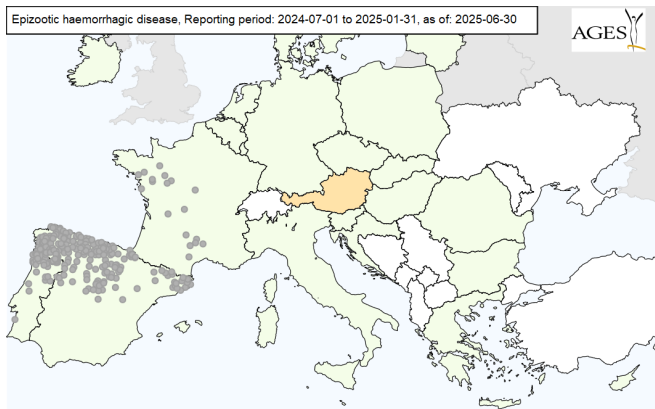 Epizootic haemorrhagic disease, Reporting period: 2024-07-01 to 2025-01-31, as of: 2025-06-30
AGES